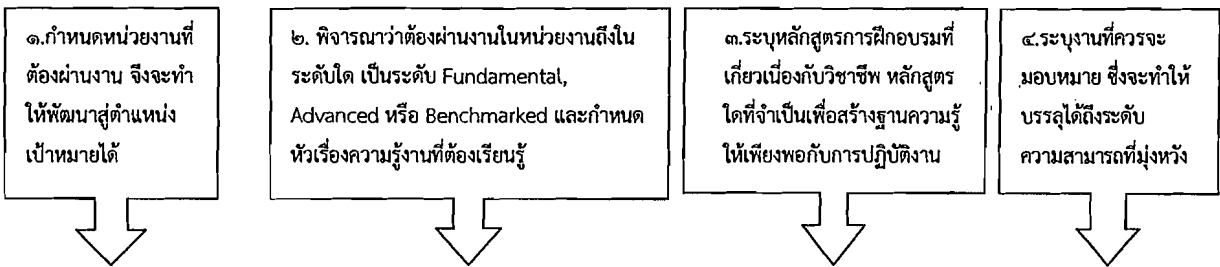 ๑.กำหนดหน่วยงานที่
ต้องผ่านงาน จึงจะทำ
ให้พัฒนาสู่ตำแหน่ง
เป้าหมายได้
๒. พิจารณาว่าต้องผ่านงานในหน่วยงานถึงใน
ระดับใด เป็นระดับ Fundamental,
Advanced หรือ Benchmarked และกำหนด
หัวเรื่องความรู้งานที่ต้องเรียนรู้
๓.ระบุหลักสูตรการฝึกอบรมที่
เกี่ยวเนื่องกับวิชาชีพ หลักสูตร
ใดที่จำเป็นเพื่อสร้างฐานความรู้
ให้เพียงพอกับการปฏิบัติงาน
๔.ระบุงานที่ควรจะ
มอบหมาย ซึ่งจะทำให้
บรรลุได้ถึงระดับ
ความสามารถที่มุ่งหวัง